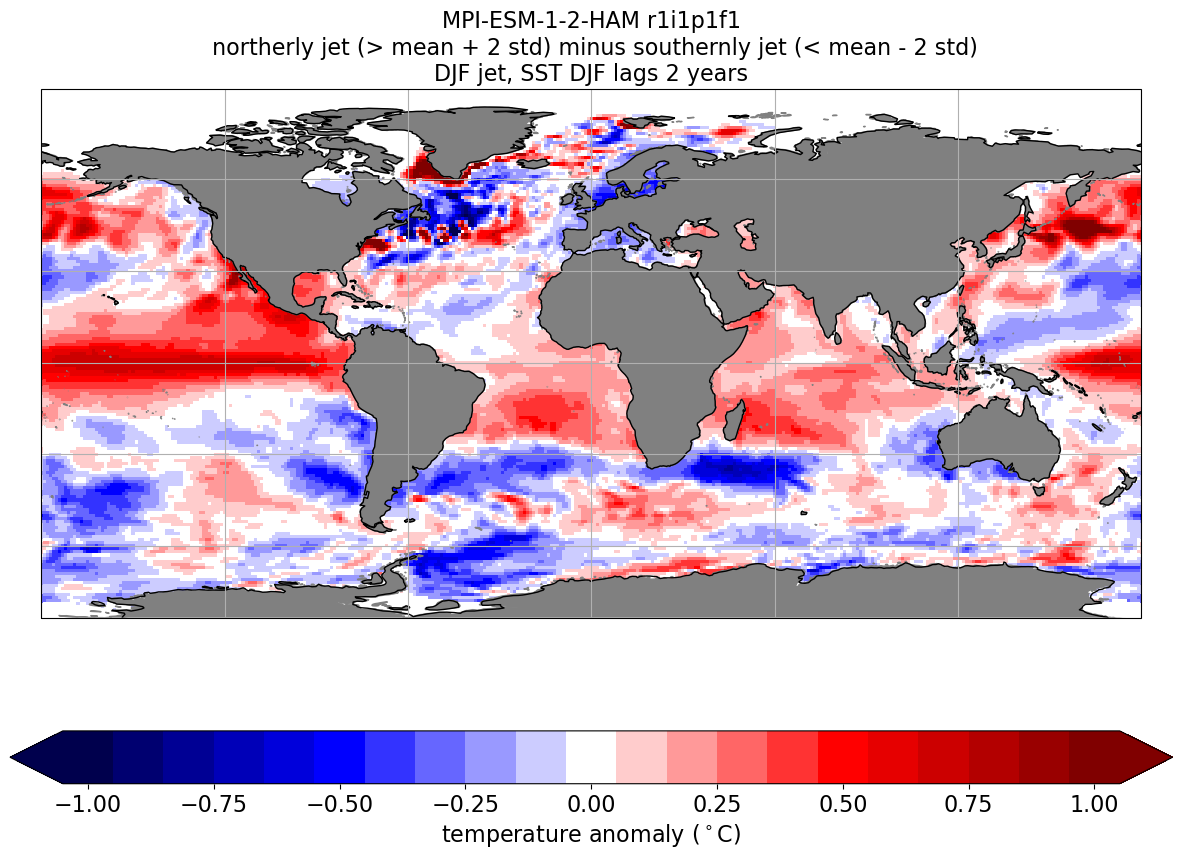 MPI-ESM-1-2-HAM r1i1p1f1
northerly jet (> mean + 2 std) minus southernly jet (< mean - 2 std)
DJF jet, SST DJF lags 2 years
−1.00 −0.75 −0.50 −0.25 0.00 0.25 0.50 0.75 1.00
temperature anomaly (°C)